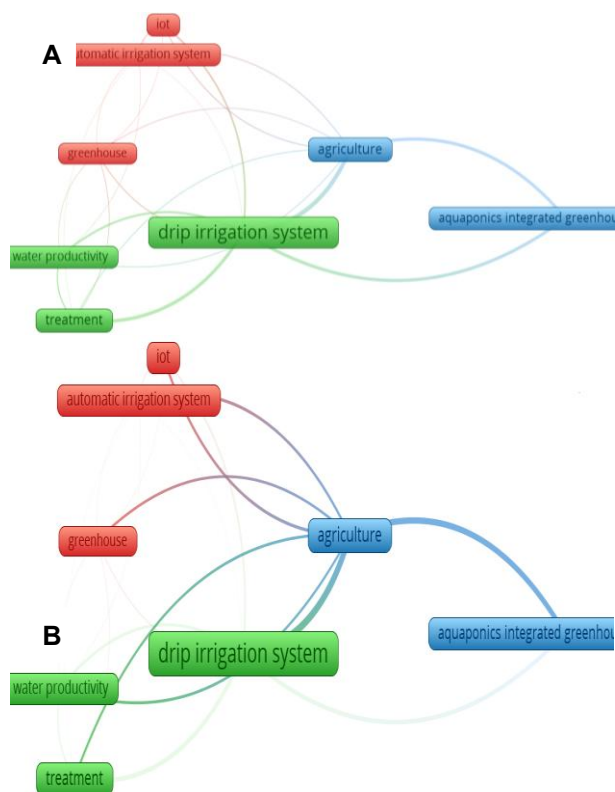 iot
A
utomatic irrigation system
greenhouse
agriculture
aquaponics integrated greenhou
drip irrigation system
water productivity
treatment
iot
automatic irrigation system
greenhouse
agriculture
B
aquaponics integrated greenhou
drip irrigation system
water productivity
treatment